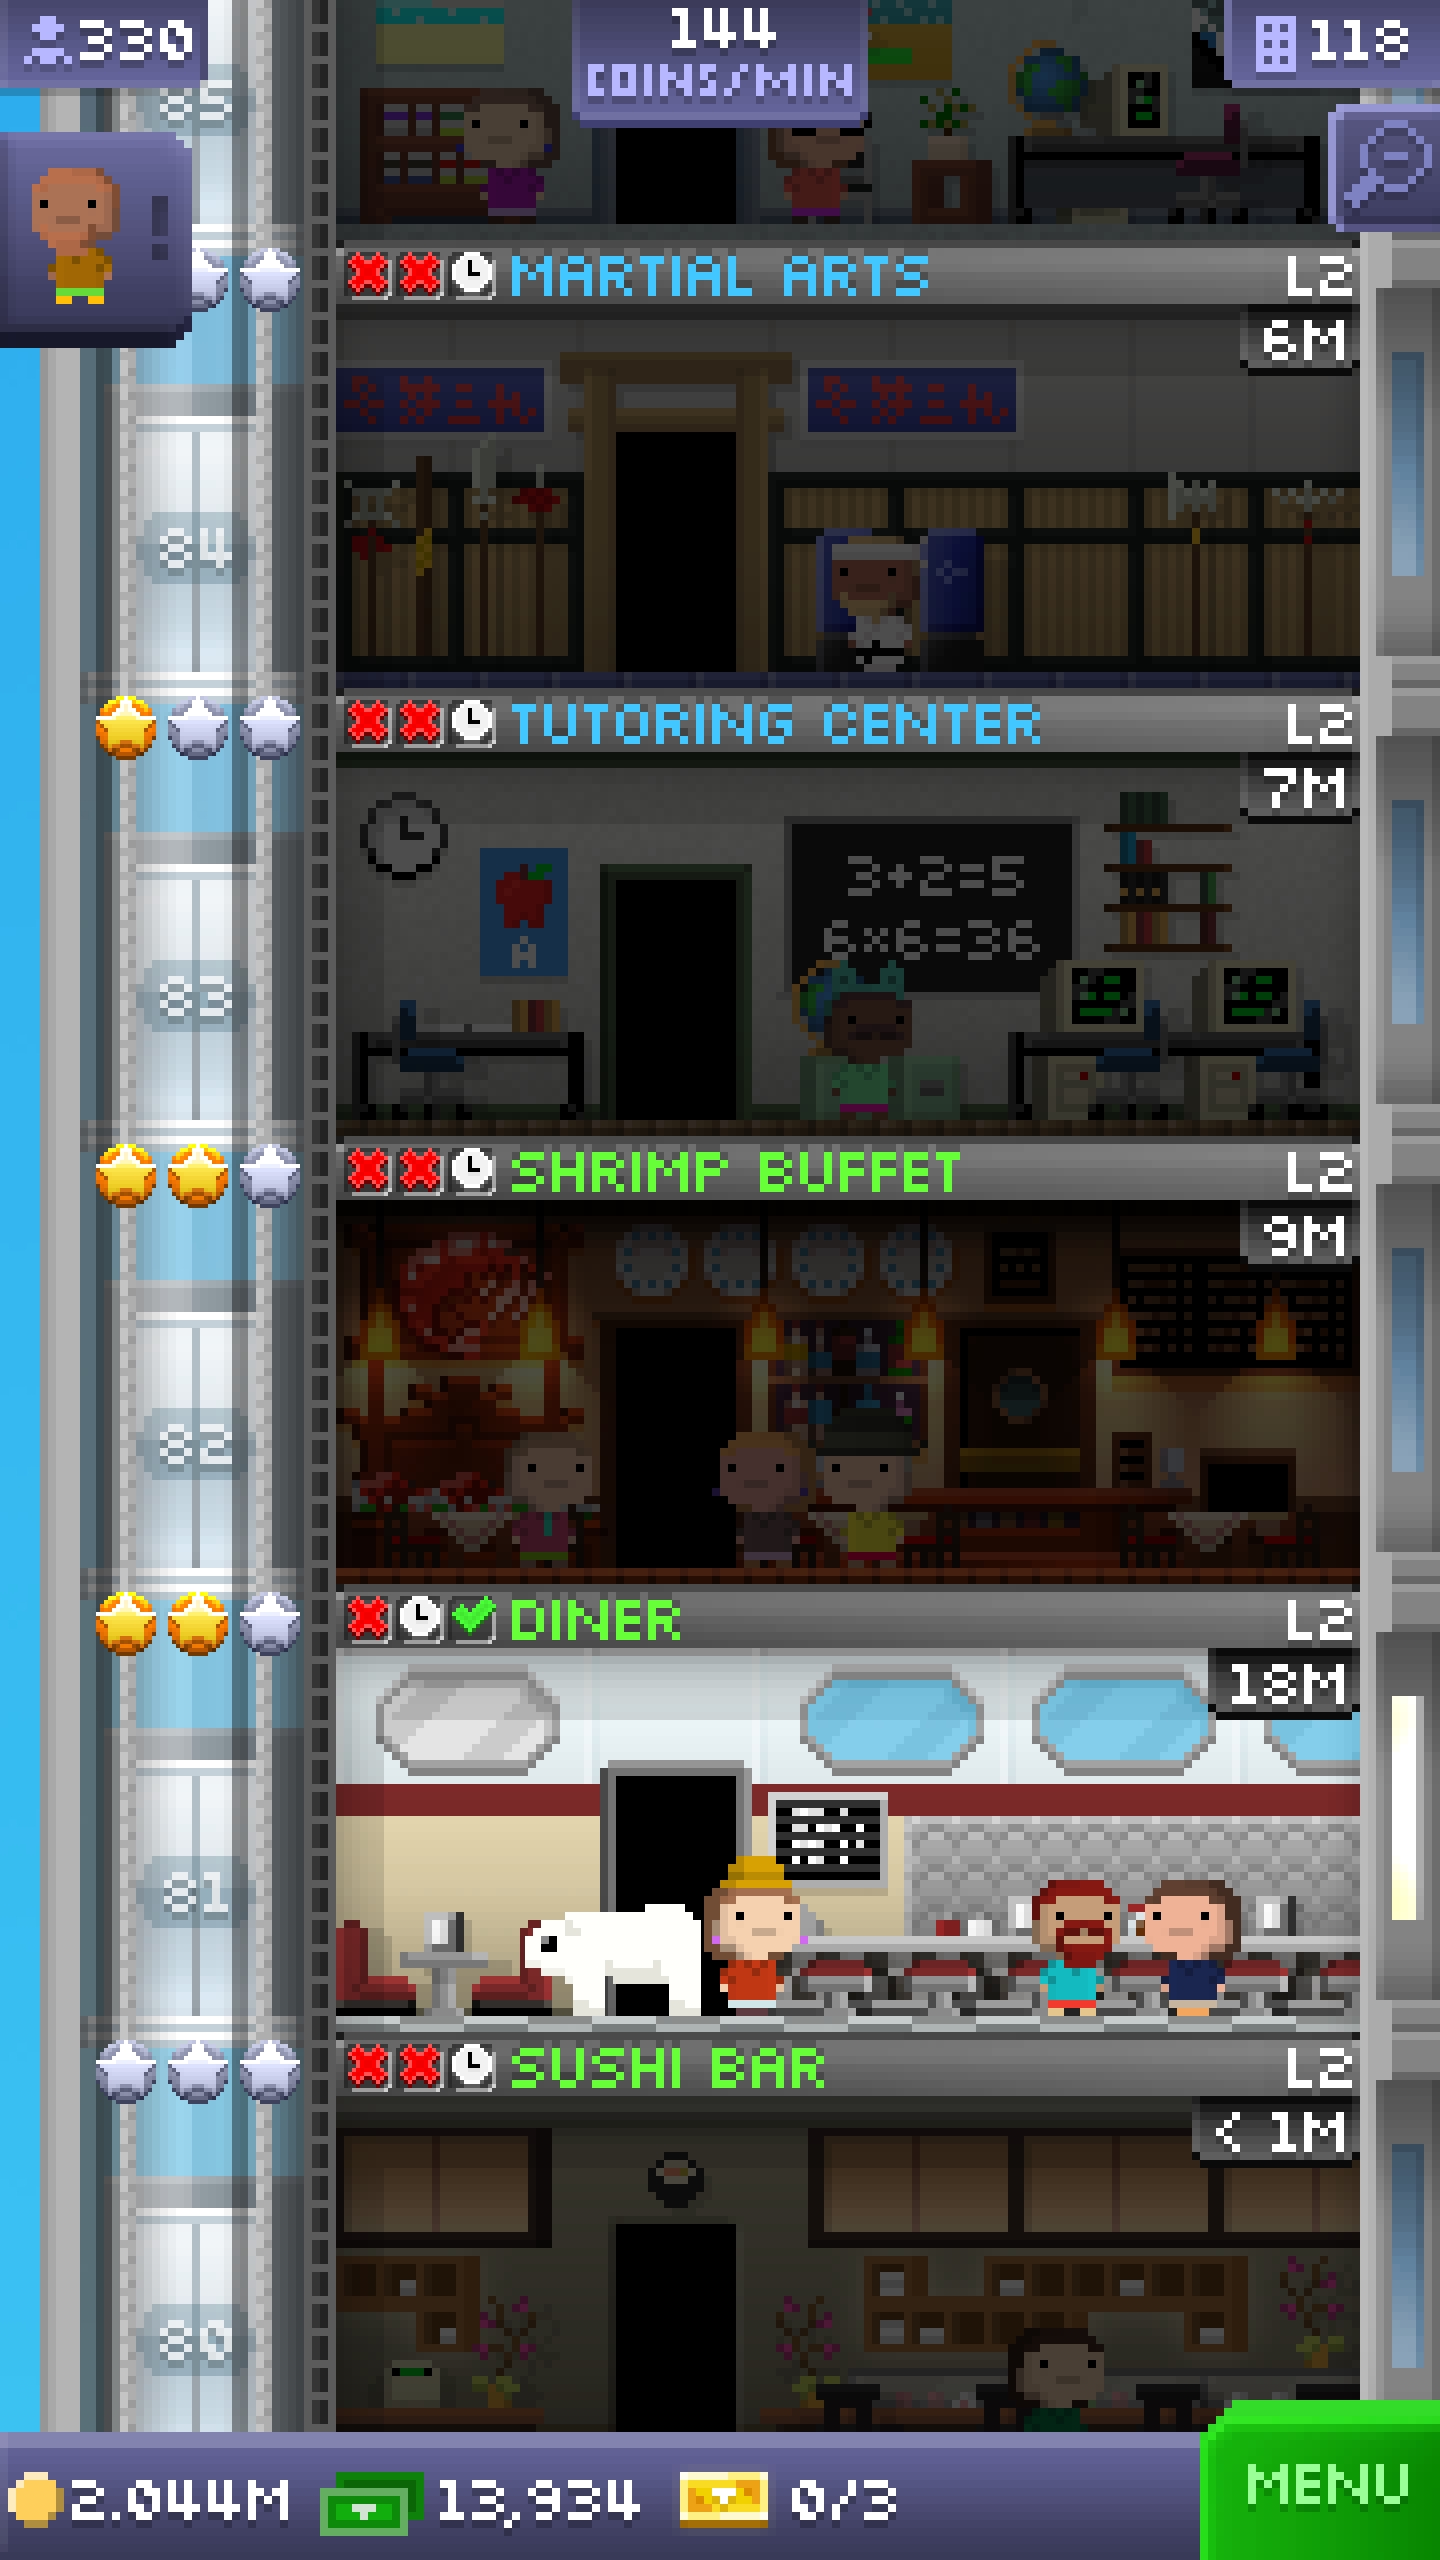 330
144
COINS/MIN
118
85
MARTIAL ARTS
L2
6M
84
TUTORING CENTER
L2
7M
3+2=5
6×6=36
A
83
SHRIMP BUFFET
L2
9M
82
DINER
L2
18M
81
SUSHI BAR
L2
< 1M
80
2.044M
13,934
0/3
MENU